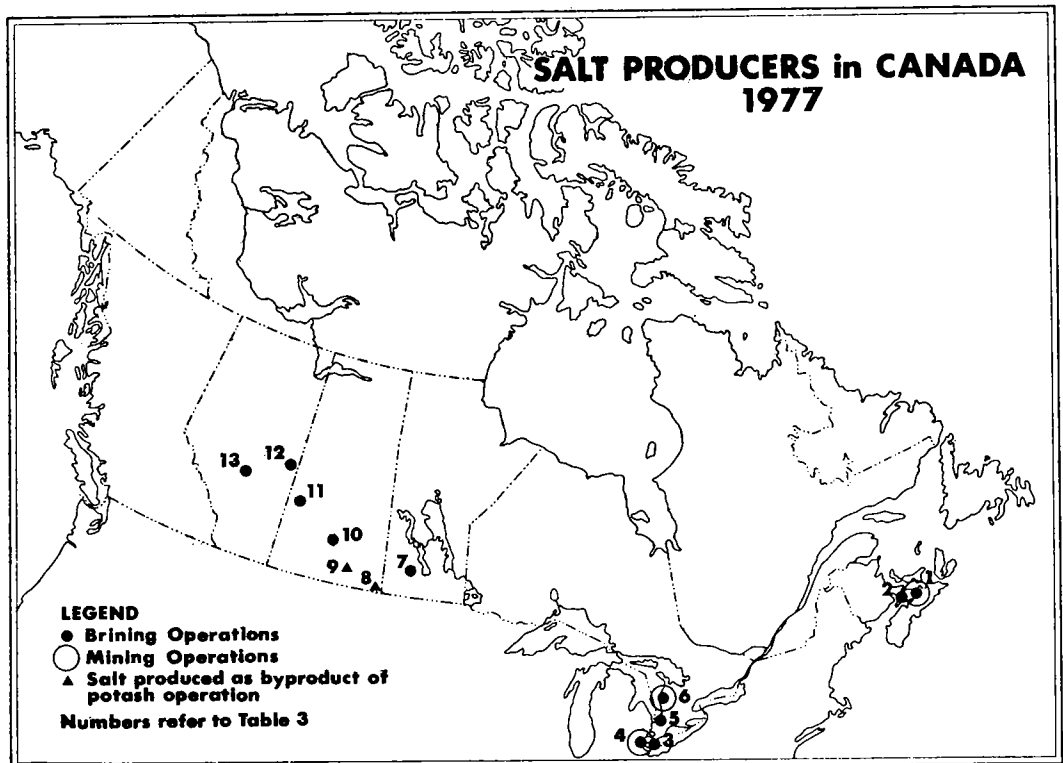 SALT PRODUCERS in CANADA
1977
13
12
11
10
9
8
7
2
1
6
5
4
3
LEGEND
Brining Operations
Mining Operations
Salt produced as byproduct of
potash operation
Numbers refer to Table 3